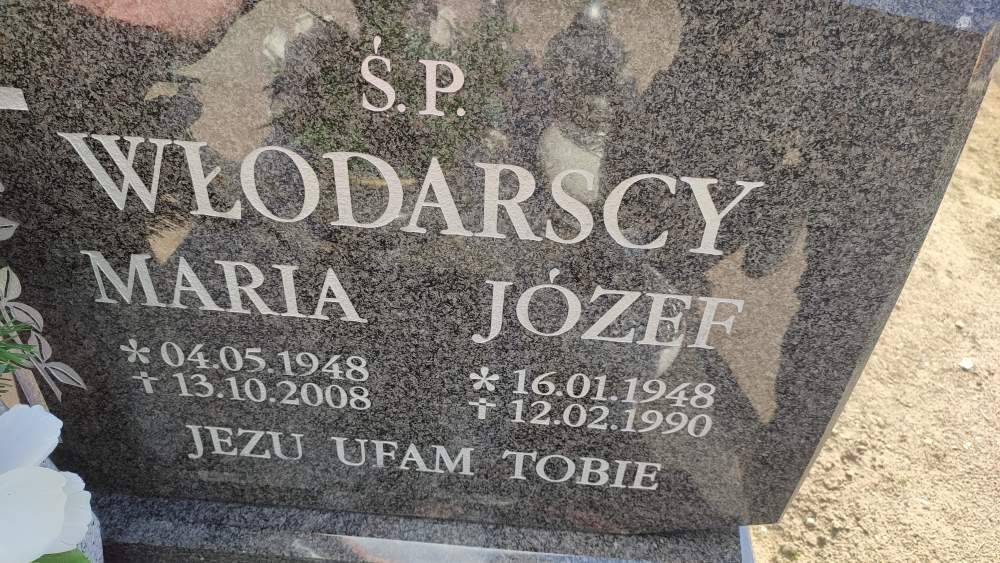 Ś.P.
WŁODARSCY
MARIA JÓZEF
* 04.05.1948 * 16.01.1948
† 13.10.2008 † 12.02.1990
JEZU UFAM TOBIE